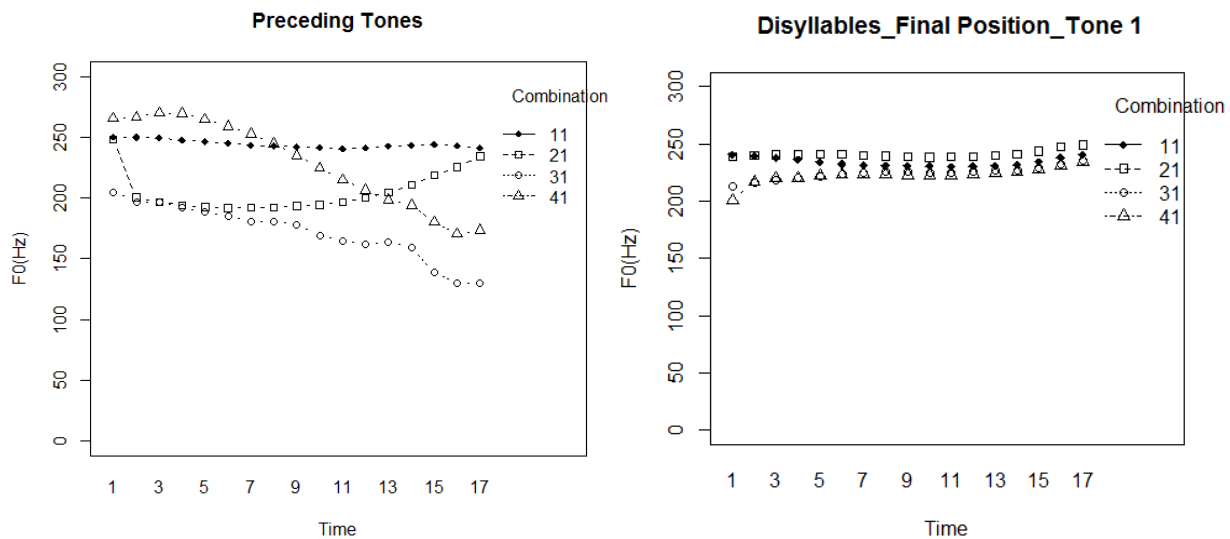 Preceding Tones
F0(Hz)
300
250
200
150
100
50
0
Combination
11
21
31
41
1 3 5 7 9 11 13 15 17
Time
Disyllables_Final Position_Tone 1
F0(Hz)
300
250
200
150
100
50
0
Combination
11
21
31
41
1 3 5 7 9 11 13 15 17
Time